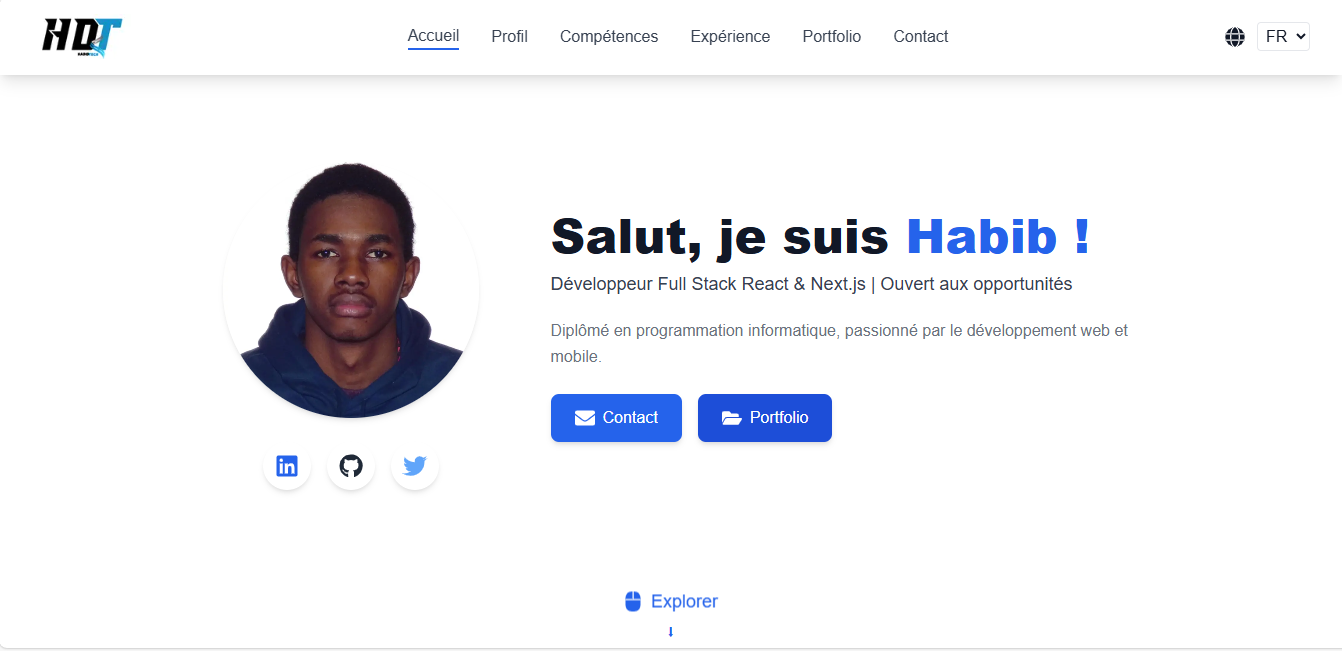 HDT
Accueil Profil Compétences Expérience Portfolio Contact
FR
Salut, je suis Habib !
Développeur Full Stack React & Next.js | Ouvert aux opportunités
Diplômé en programmation informatique, passionné par le développement web et
mobile.
Contact Portfolio
in
Explorer